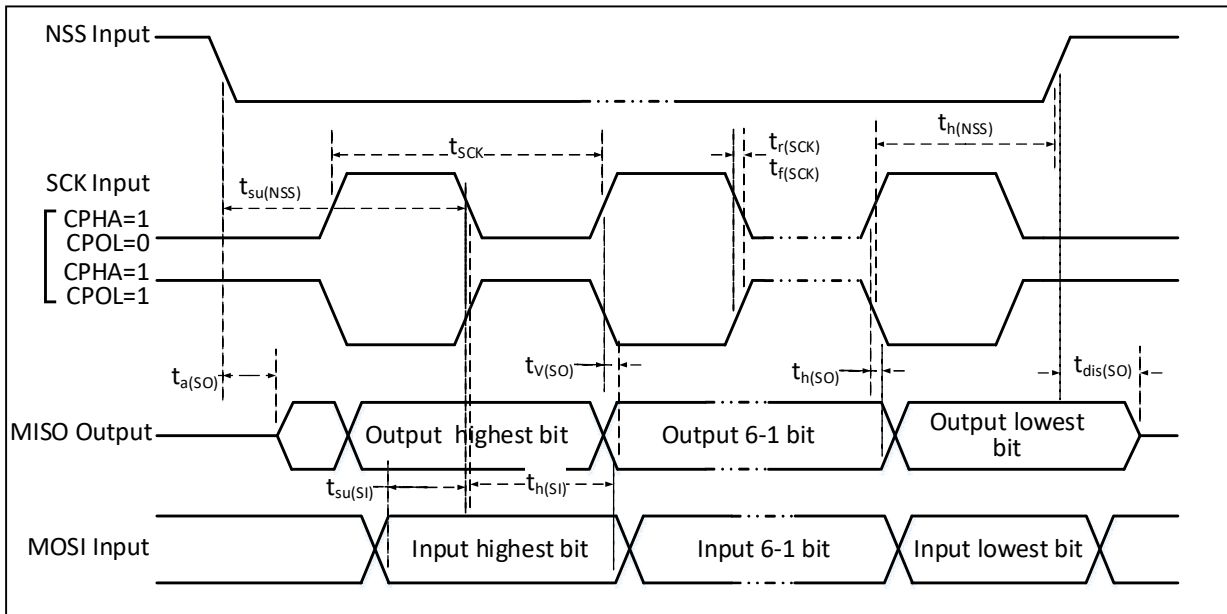 NSS Input
t_SCK
t_r(SCK)
t_f(SCK)
t_h(NSS)
SCK Input
t_su(NSS)
CPHA=1
CPOL=0
CPHA=1
CPOL=1
t_a(SO)
t_V(SO)
t_h(SO)
t_dis(SO)
MISO Output
Output highest bit
Output 6-1 bit
Output lowest
bit
t_su(SI)
t_h(SI)
MOSI Input
Input highest bit
Input 6-1 bit
Input lowest bit